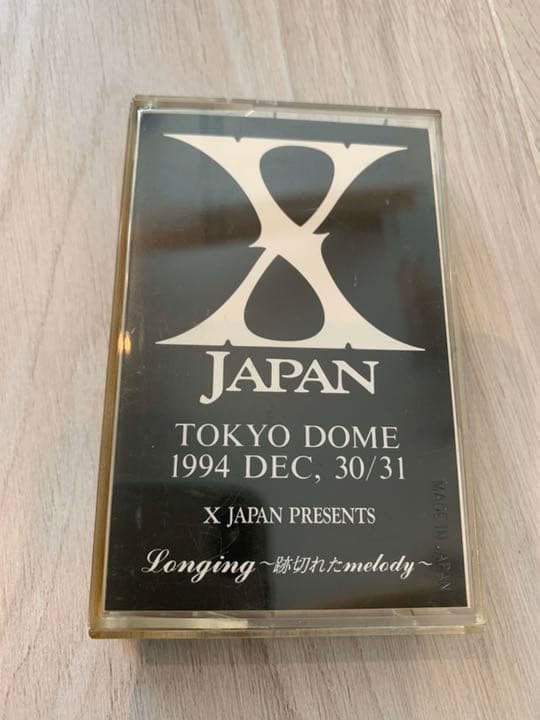 X
JAPAN
TOKYO DOME
1994 DEC, 30/31
X JAPAN PRESENTS
Longing ～跡切れたmelody～
MADE IN JAPAN